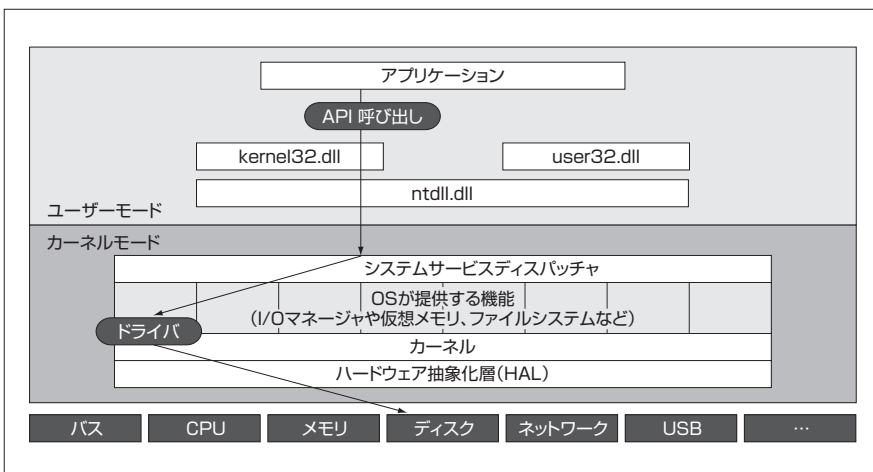 アプリケーション
API 呼び出し
kernel32.dll
user32.dll
ntdll.dll
ユーザーモード
カーネルモード
システムサービスディスパッチャ
OSが提供する機能
(I/Oマネージャや仮想メモリ、ファイルシステムなど)
ドライバ
カーネル
ハードウェア抽象化層(HAL)
バス
CPU
メモリ
ディスク
ネットワーク
USB
…